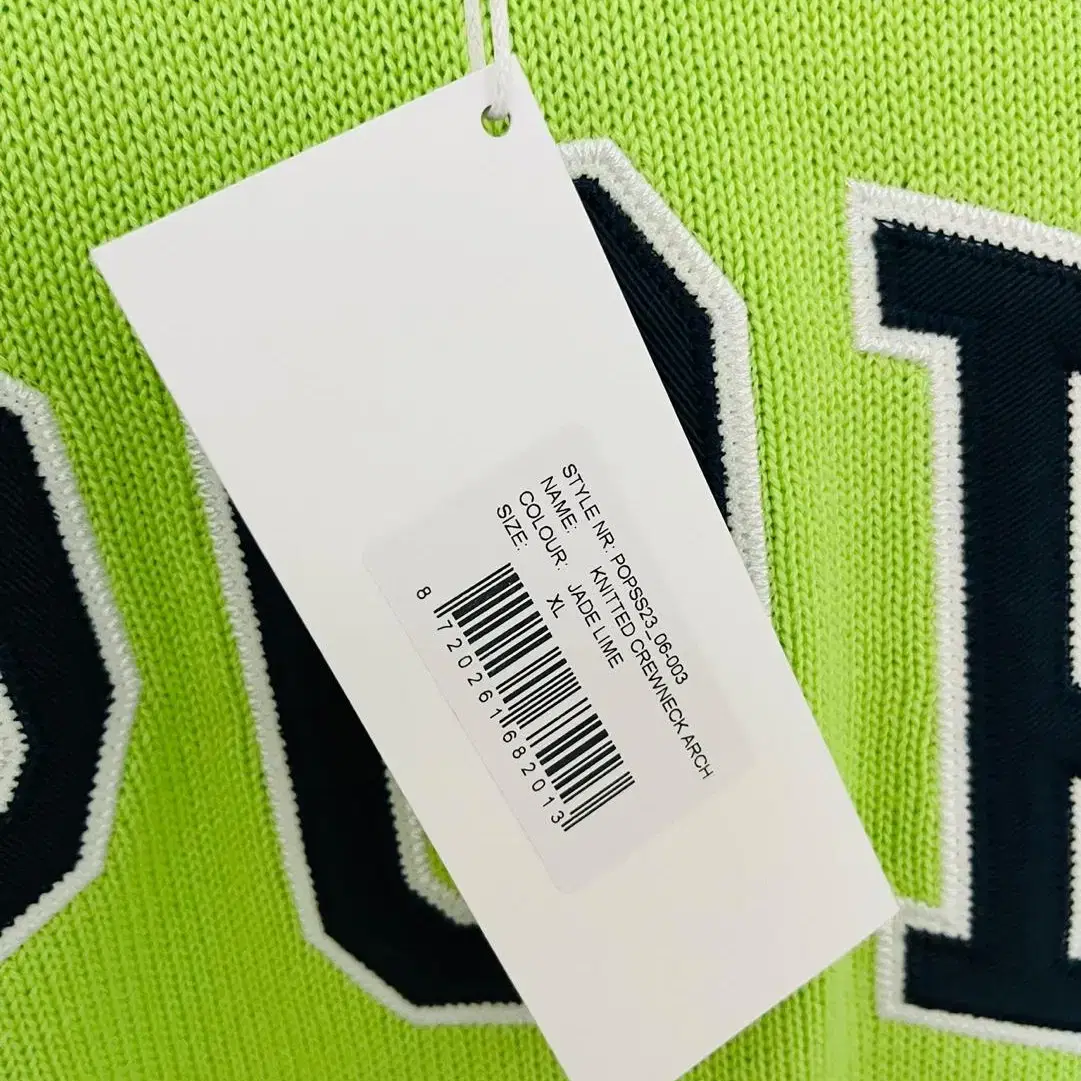 STYLE NR: POPSS23_06-003
NAME: KNITTED CREWNECK ARCH
COLOUR: JADE LIME
SIZE: XL
8 720261 682013